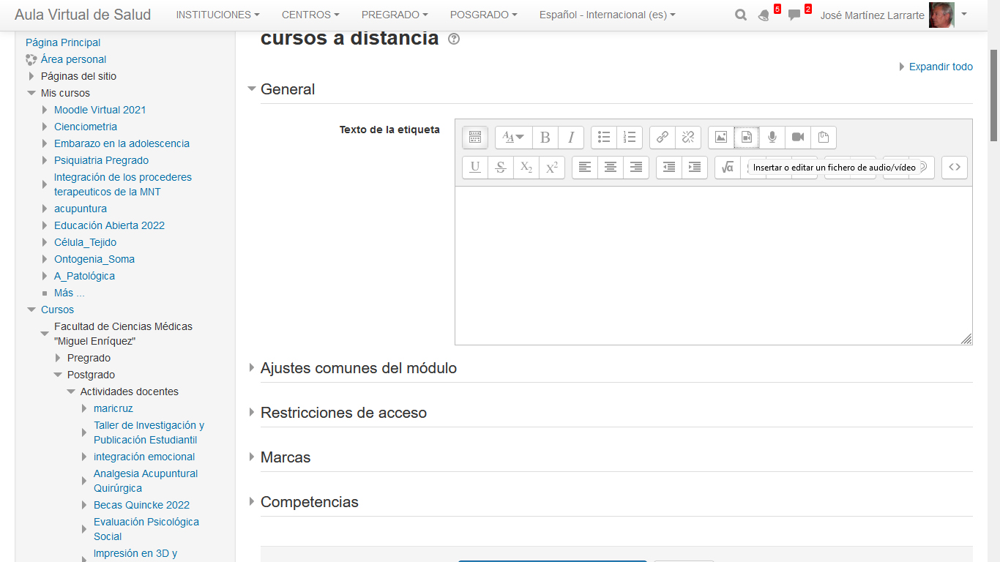 Aula Virtual de Salud INSTITUCIONES CENTROS PREGRADO POSGRADO Español - Internacional (es) 5 2 José Martínez Larrarte
Página Principal
Área personal
Páginas del sitio
Mis cursos
Moodle Virtual 2021
Cienciometria
Embarazo en la adolescencia
Psiquiatria Pregrado
Integración de los procederes
terapeuticos de la MNT
acupuntura
Educación Abierta 2022
Célula_Tejido
Ontogenia_Soma
A_Patológica
Más ...
Cursos
Facultad de Ciencias Médicas
"Miguel Enríquez"
Pregrado
Postgrado
Actividades docentes
maricruz
Taller de Investigación y
Publicación Estudiantil
integración emocional
Analgesia Acupuntural
Quirúrgica
Becas Quincke 2022
Evaluación Psicológica
Social
Impresión en 3D y
cursos a distancia
Expandir todo
General
Texto de la etiqueta
B I
U S X2 X2 √α
Insertar o editar un fichero de audio/vídeo
Ajustes comunes del módulo
Restricciones de acceso
Marcas
Competencias